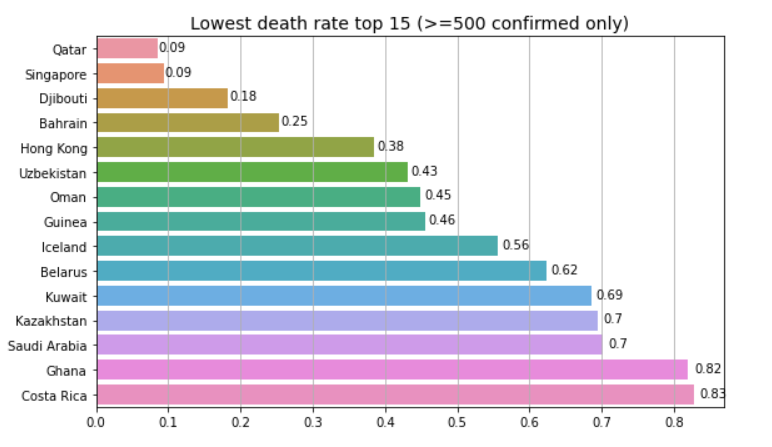 Lowest death rate top 15 (>=500 confirmed only)
Qatar 0.09
Singapore 0.09
Djibouti 0.18
Bahrain 0.25
Hong Kong 0.38
Uzbekistan 0.43
Oman 0.45
Guinea 0.46
Iceland 0.56
Belarus 0.62
Kuwait 0.69
Kazakhstan 0.7
Saudi Arabia 0.7
Ghana 0.82
Costa Rica 0.83
0.0 0.1 0.2 0.3 0.4 0.5 0.6 0.7 0.8